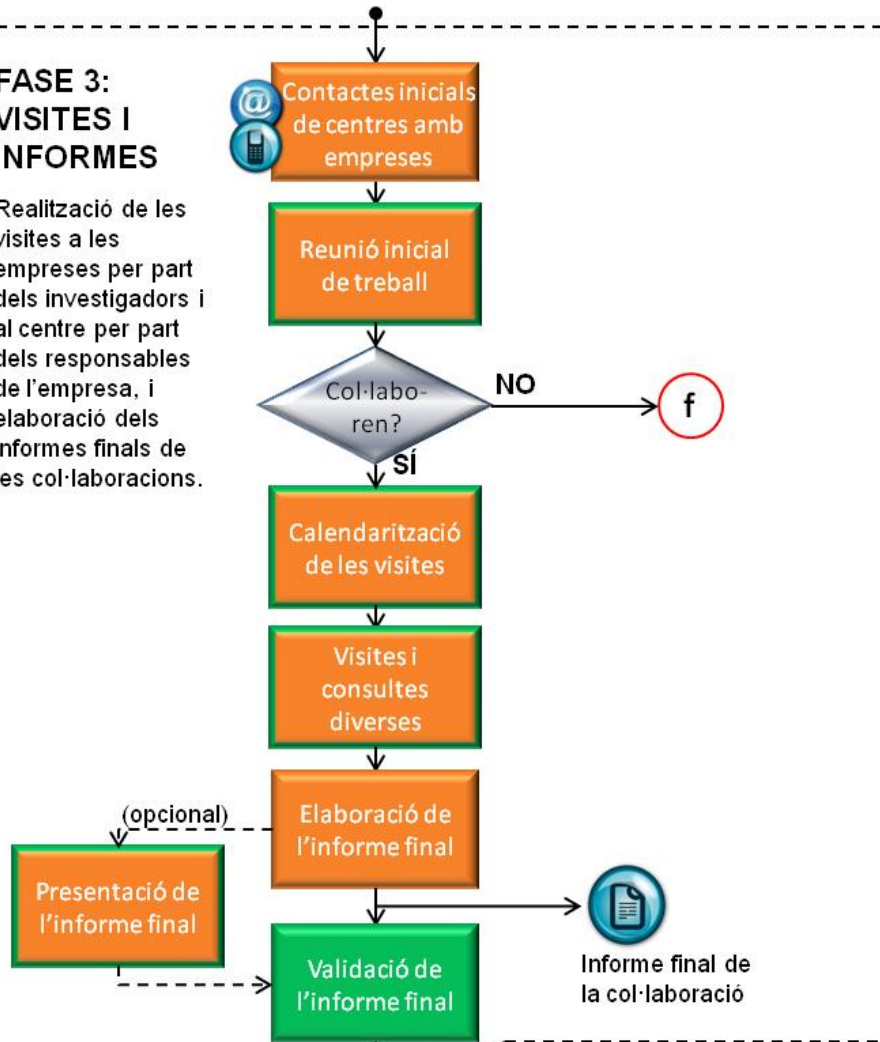 FASE 3:
VISITES I
INFORMES
Realització de les
visites a les
empreses per part
dels investigadors i
al centre per part
dels responsables
de l'empresa, i
elaboració dels
informes finals de
les col·laboracions.
@
Contactes inicials
de centres amb
empreses
Reunió inicial
de treball
Col·labo-
ren?
NO
f
SÍ
Calendarització
de les visites
Visites i
consultes
diverses
Elaboració de
l'informe final
(opcional)
Presentació de
l'informe final
Informe final de
la col·laboració
Validació de
l'informe final